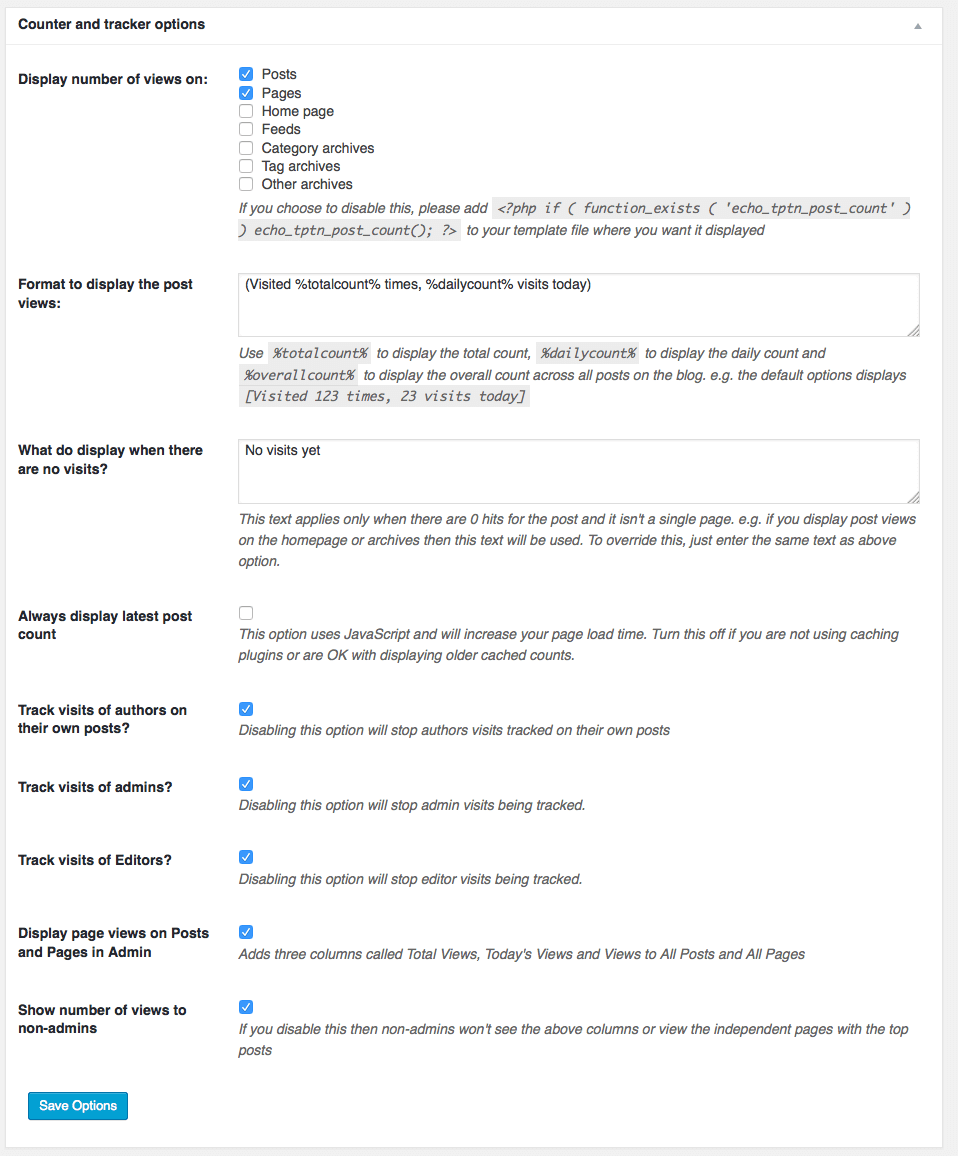 Counter and tracker options
Display number of views on:
Posts
Pages
Home page
Feeds
Category archives
Tag archives
Other archives
If you choose to disable this, please add <?php if ( function_exists ( 'echo_tptn_post_count' )
) echo_tptn_post_count(); ?> to your template file where you want it displayed
Format to display the post
views:
(Visited %totalcount% times, %dailycount% visits today)
Use %totalcount% to display the total count, %dailycount% to display the daily count and
%overallcount% to display the overall count across all posts on the blog. e.g. the default options displays
[Visited 123 times, 23 visits today]
What do display when there
are no visits?
No visits yet
This text applies only when there are 0 hits for the post and it isn't a single page. e.g. if you display post views
on the homepage or archives then this text will be used. To override this, just enter the same text as above
option.
Always display latest post
count
This option uses JavaScript and will increase your page load time. Turn this off if you are not using caching
plugins or are OK with displaying older cached counts.
Track visits of authors on
their own posts?
Disabling this option will stop authors visits tracked on their own posts
Track visits of admins?
Disabling this option will stop admin visits being tracked.
Track visits of Editors?
Disabling this option will stop editor visits being tracked.
Display page views on Posts
and Pages in Admin
Adds three columns called Total Views, Today's Views and Views to All Posts and All Pages
Show number of views to
non-admins
If you disable this then non-admins won't see the above columns or view the independent pages with the top
posts
Save Options